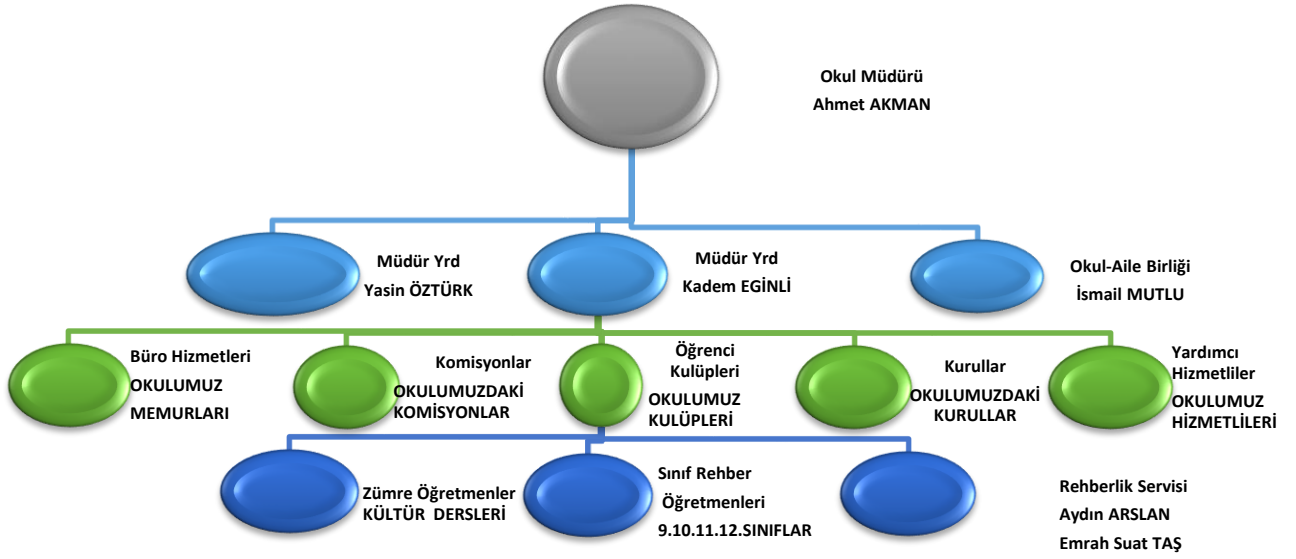 Okul Müdürü
Ahmet AKMAN
Müdür Yrd
Yasin ÖZTÜRK
Müdür Yrd
Kadem EGİNLİ
Okul-Aile Birliği
İsmail MUTLU
Büro Hizmetleri
OKULUMUZ
MEMURLARI
Komisyonlar
OKULUMUZDAKİ
KOMİSYONLAR
Öğrenci
Kulüpleri
OKULUMUZ
KULÜPLERİ
Kurullar
OKULUMUZDAKİ
KURULLAR
Yardımcı
Hizmetliler
OKULUMUZ
HİZMETLİLERİ
Zümre Öğretmenler
KÜLTÜR DERSLERİ
Sınıf Rehber
Öğretmenleri
9.10.11.12.SINIFLAR
Rehberlik Servisi
Aydın ARSLAN
Emrah Suat TAŞ